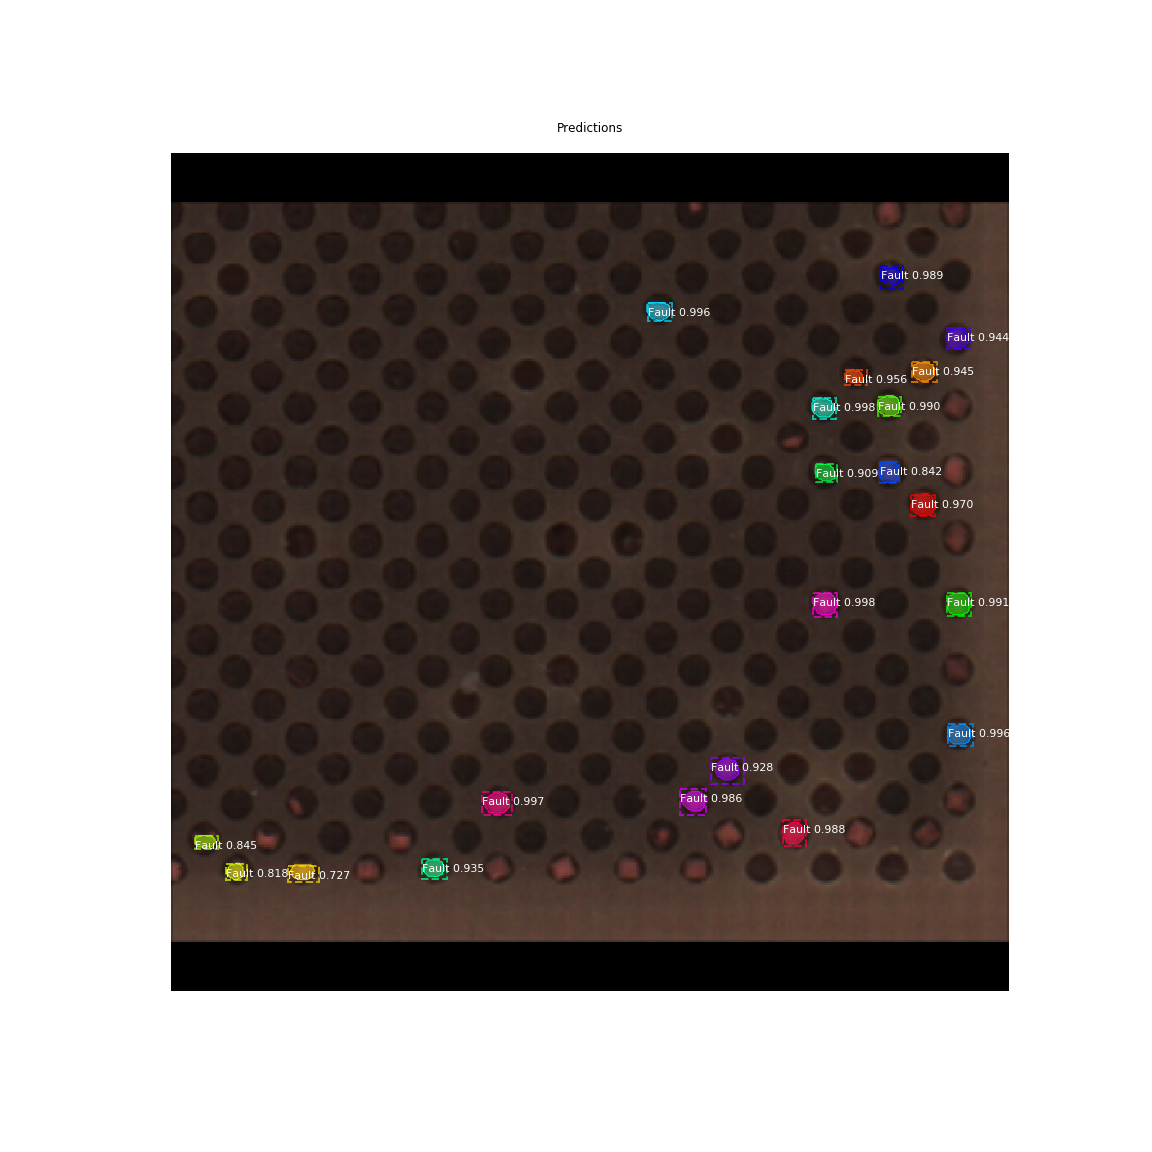 Predictions
Fault 0.989
Fault 0.996
Fault 0.944
Fault 0.945
Fault 0.956
Fault 0.998
Fault 0.990
Fault 0.909
Fault 0.842
Fault 0.970
Fault 0.998
Fault 0.991
Fault 0.996
Fault 0.928
Fault 0.986
Fault 0.997
Fault 0.988
Fault 0.845
Fault 0.935
Fault 0.818
Fault 0.727